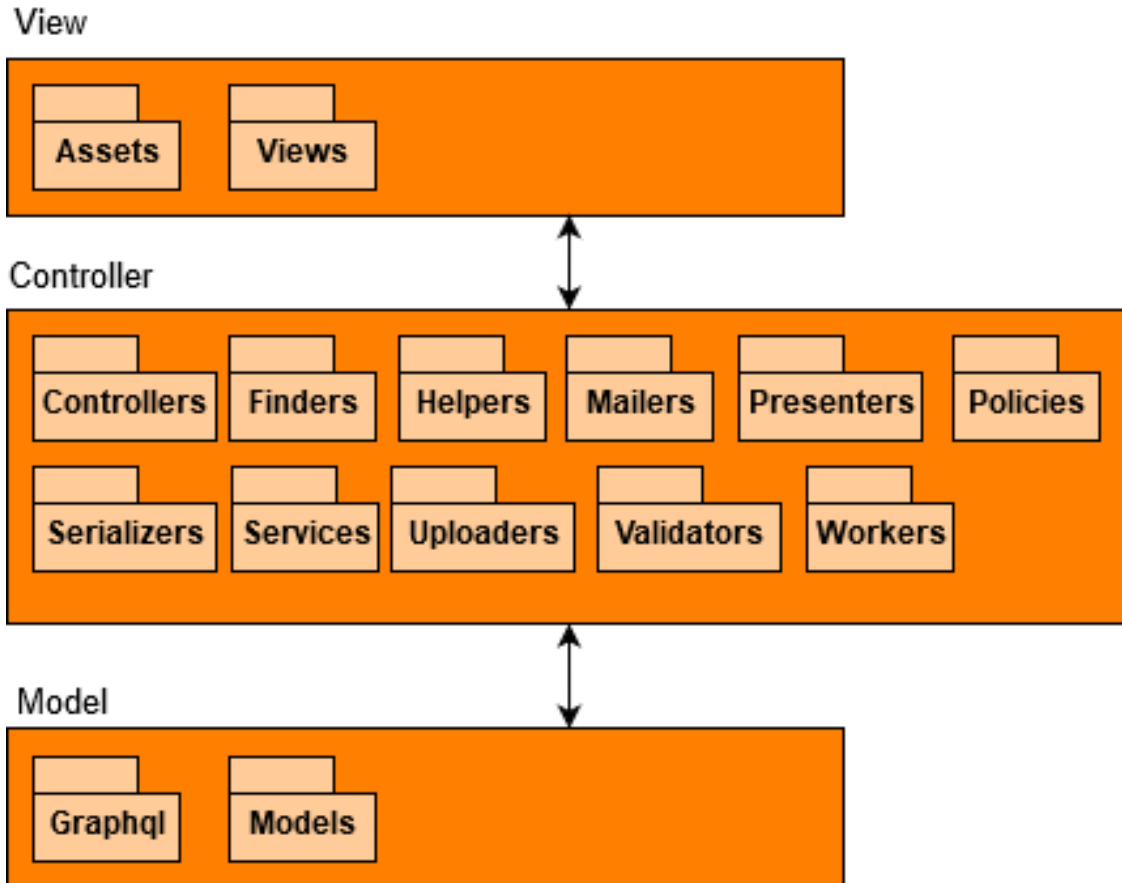 View
Assets Views
Controller
Controllers Finders Helpers Mailers Presenters Policies
Serializers Services Uploaders Validators Workers
Model
Graphql Models